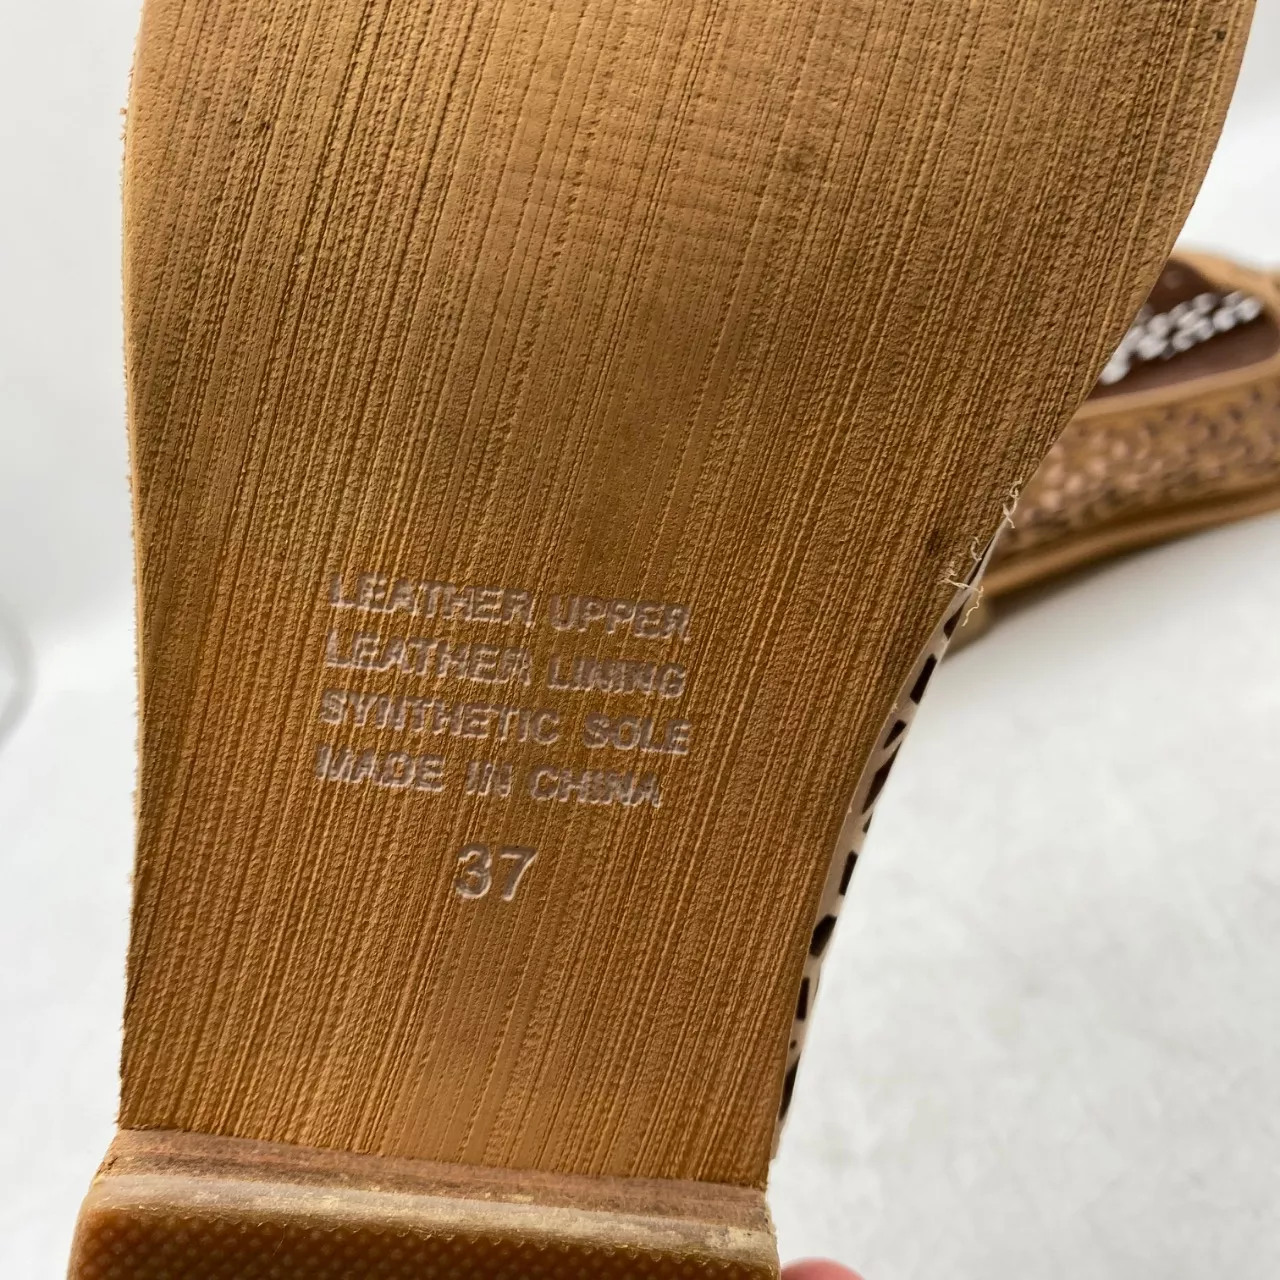 LEATHER UPPER
LEATHER LINING
SYNTHETIC SOLE
MADE IN CHINA
37